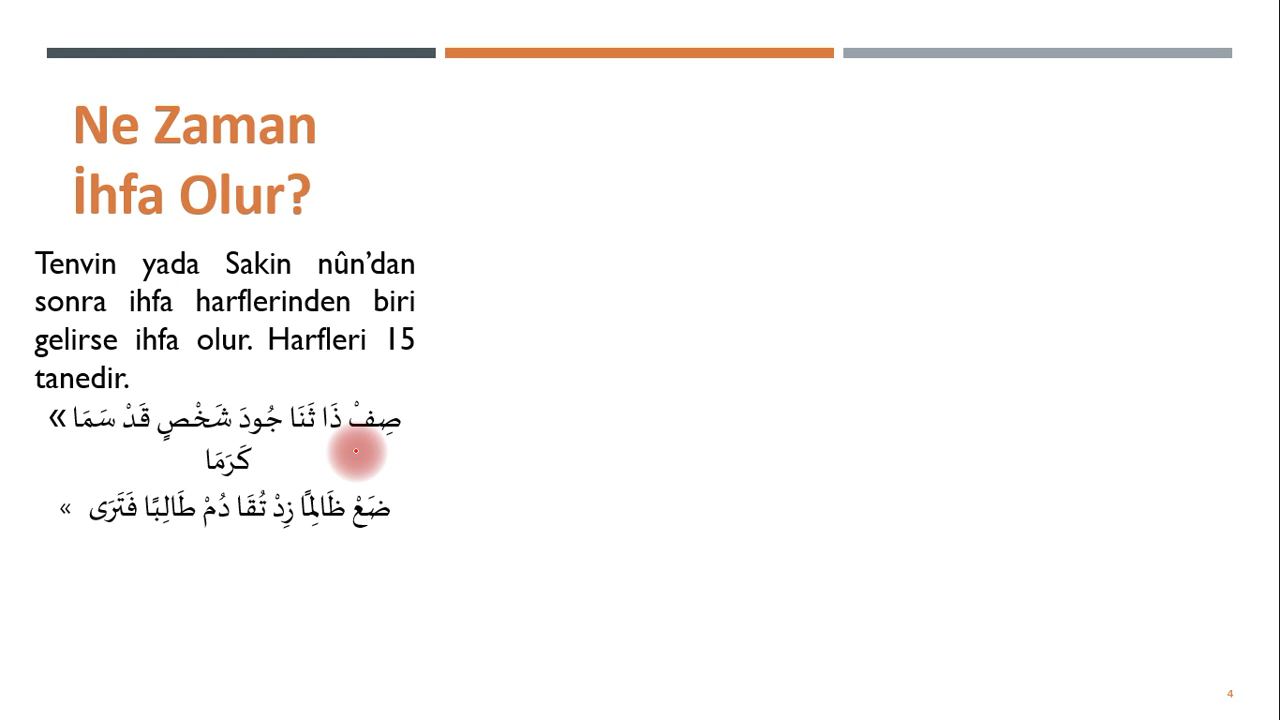 Ne Zaman
İhfa Olur?
Tenvin yada Sakin nûn’dan
sonra ihfa harflerinden biri
gelirse ihfa olur. Harfleri 15
tanedir.
صِفْ ذَا ثَنَا جُودَ شَخْصٍ قَدْ سَمَا «
كَرَمَا
ضَعْ ظَالِمًا زِدْ تُقَا دُمْ طَالِبًا فَتَرَى «
4